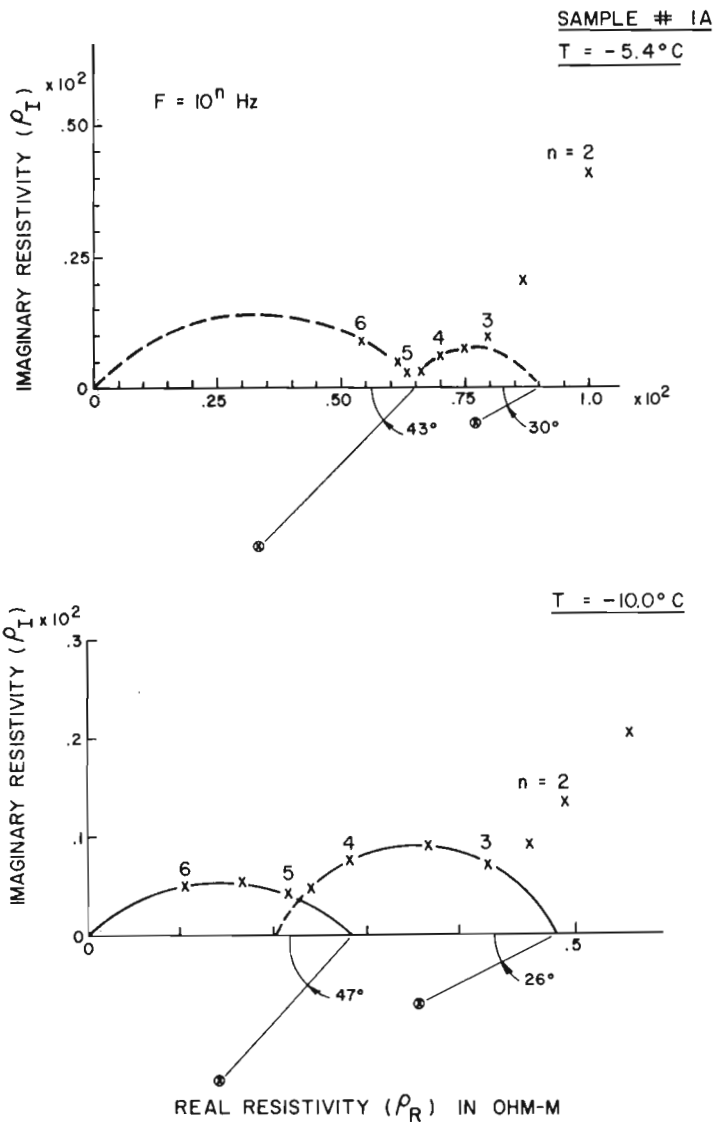 SAMPLE # 1A
T = -5.4°C
IMAGINARY RESISTIVITY (ρI) ×10²
F = 10ⁿ Hz
.50
.25
0
n = 2
6
5
4
3
0 .25 .50 .75 1.0 ×10²
43°
30°
T = -10.0°C
IMAGINARY RESISTIVITY (ρI) ×10²
.3
.2
.1
0
n = 2
6
5
4
3
0 .5
47°
26°
REAL RESISTIVITY (ρR) IN OHM-M